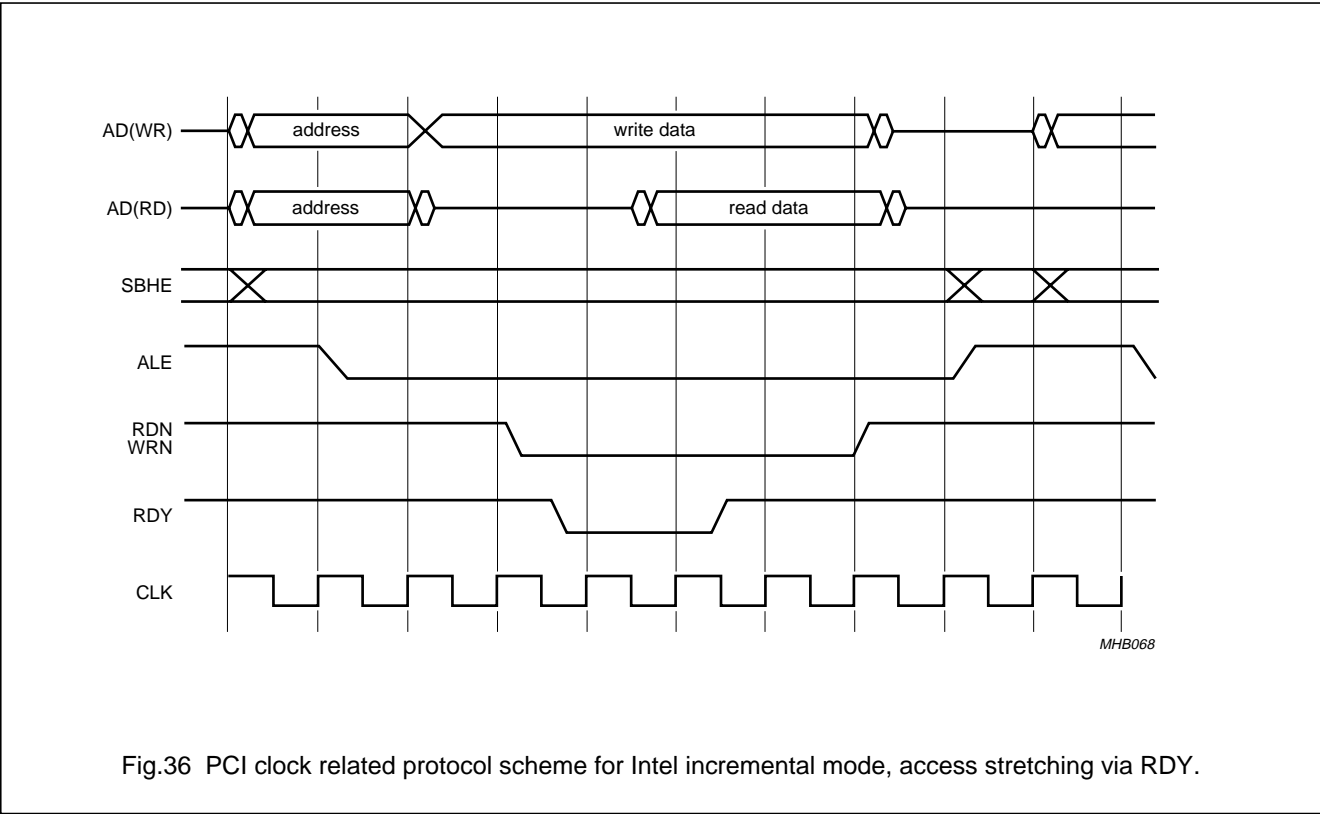 AD(WR)
address
write data
AD(RD)
address
read data
SBHE
ALE
RDN
WRN
RDY
CLK
MHB068
Fig.36 PCI clock related protocol scheme for Intel incremental mode, access stretching via RDY.